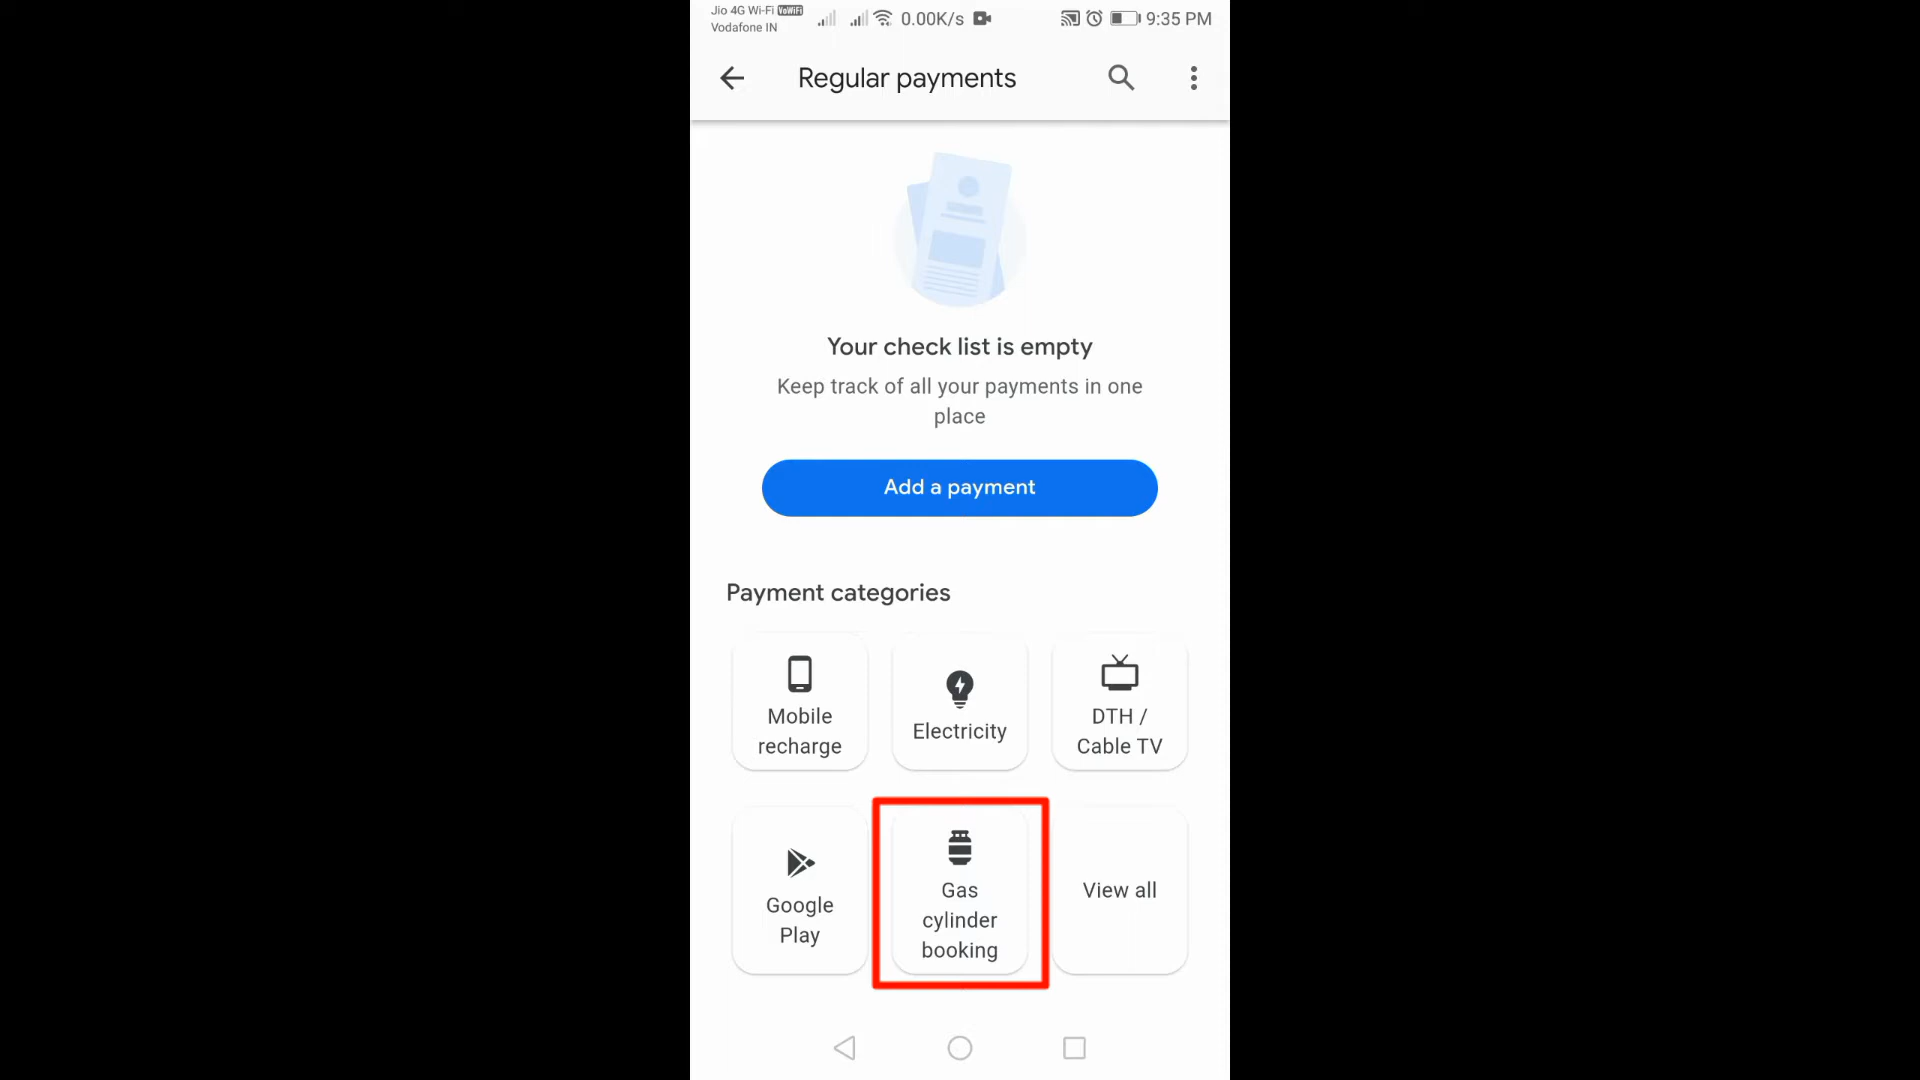 Jio 4G Wi-Fi VoWiFi
Vodafone IN
0.00K/s
9:35 PM
Regular payments
Your check list is empty
Keep track of all your payments in one
place
Add a payment
Payment categories
Mobile
recharge
Electricity
DTH /
Cable TV
Google
Play
Gas
cylinder
booking
View all